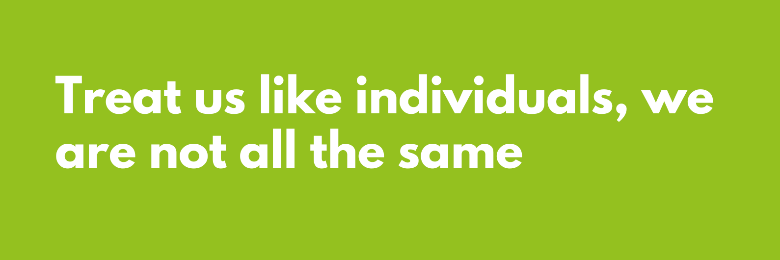 Treat us like individuals, we
are not all the same